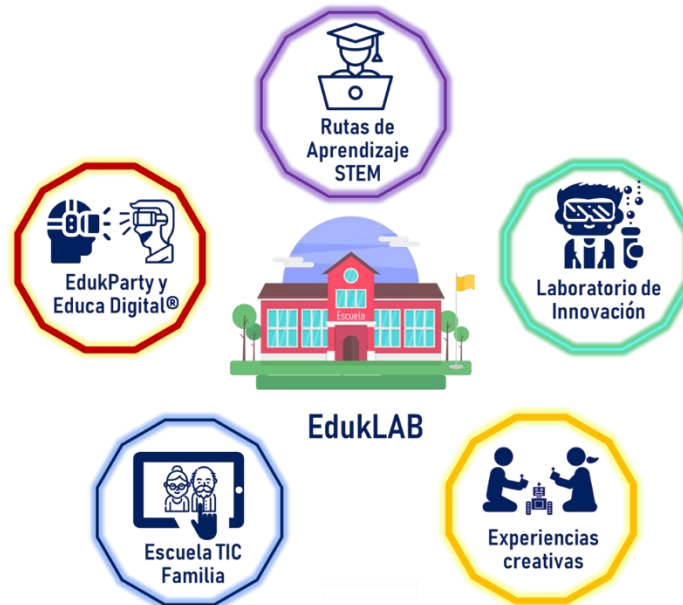 Rutas de
Aprendizaje
STEM
EdukParty y
Educa Digital®
Laboratorio de
Innovación
Escuela
EdukLAB
Escuela TIC
Familia
Experiencias
creativas